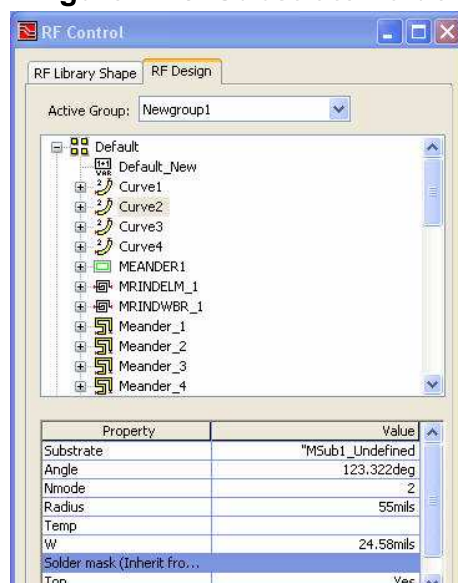 RF Control
RF Library Shape RF Design
Active Group: Newgroup1
Default
Default_New
Curve1
Curve2
Curve3
Curve4
MEANDER1
MRINDELM_1
MRINDWBR_1
Meander_1
Meander_2
Meander_3
Meander_4
Property Value
Substrate "MSub1_Undefined
Angle 123.322deg
Nmode 2
Radius 55mils
Temp
W 24.58mils
Solder mask (Inherit fro...
Top Yes